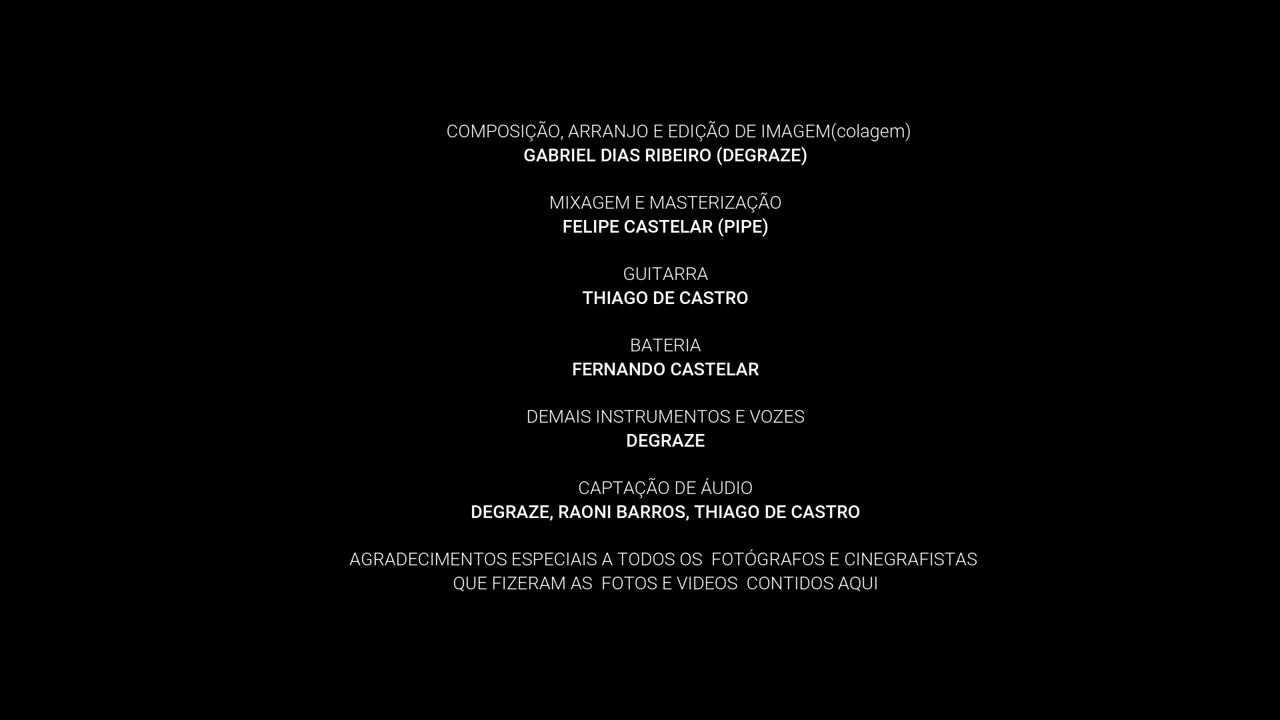 COMPOSIÇÃO, ARRANJO E EDIÇÃO DE IMAGEM(colagem)
GABRIEL DIAS RIBEIRO (DEGRAZE)
MIXAGEM E MASTERIZAÇÃO
FELIPE CASTELAR (PIPE)
GUITARRA
THIAGO DE CASTRO
BATERIA
FERNANDO CASTELAR
DEMAIS INSTRUMENTOS E VOZES
DEGRAZE
CAPTAÇÃO DE ÁUDIO
DEGRAZE, RAONI BARROS, THIAGO DE CASTRO
AGRADECIMENTOS ESPECIAIS A TODOS OS  FOTÓGRAFOS E CINEGRAFISTAS
QUE FIZERAM AS  FOTOS E VIDEOS  CONTIDOS AQUI